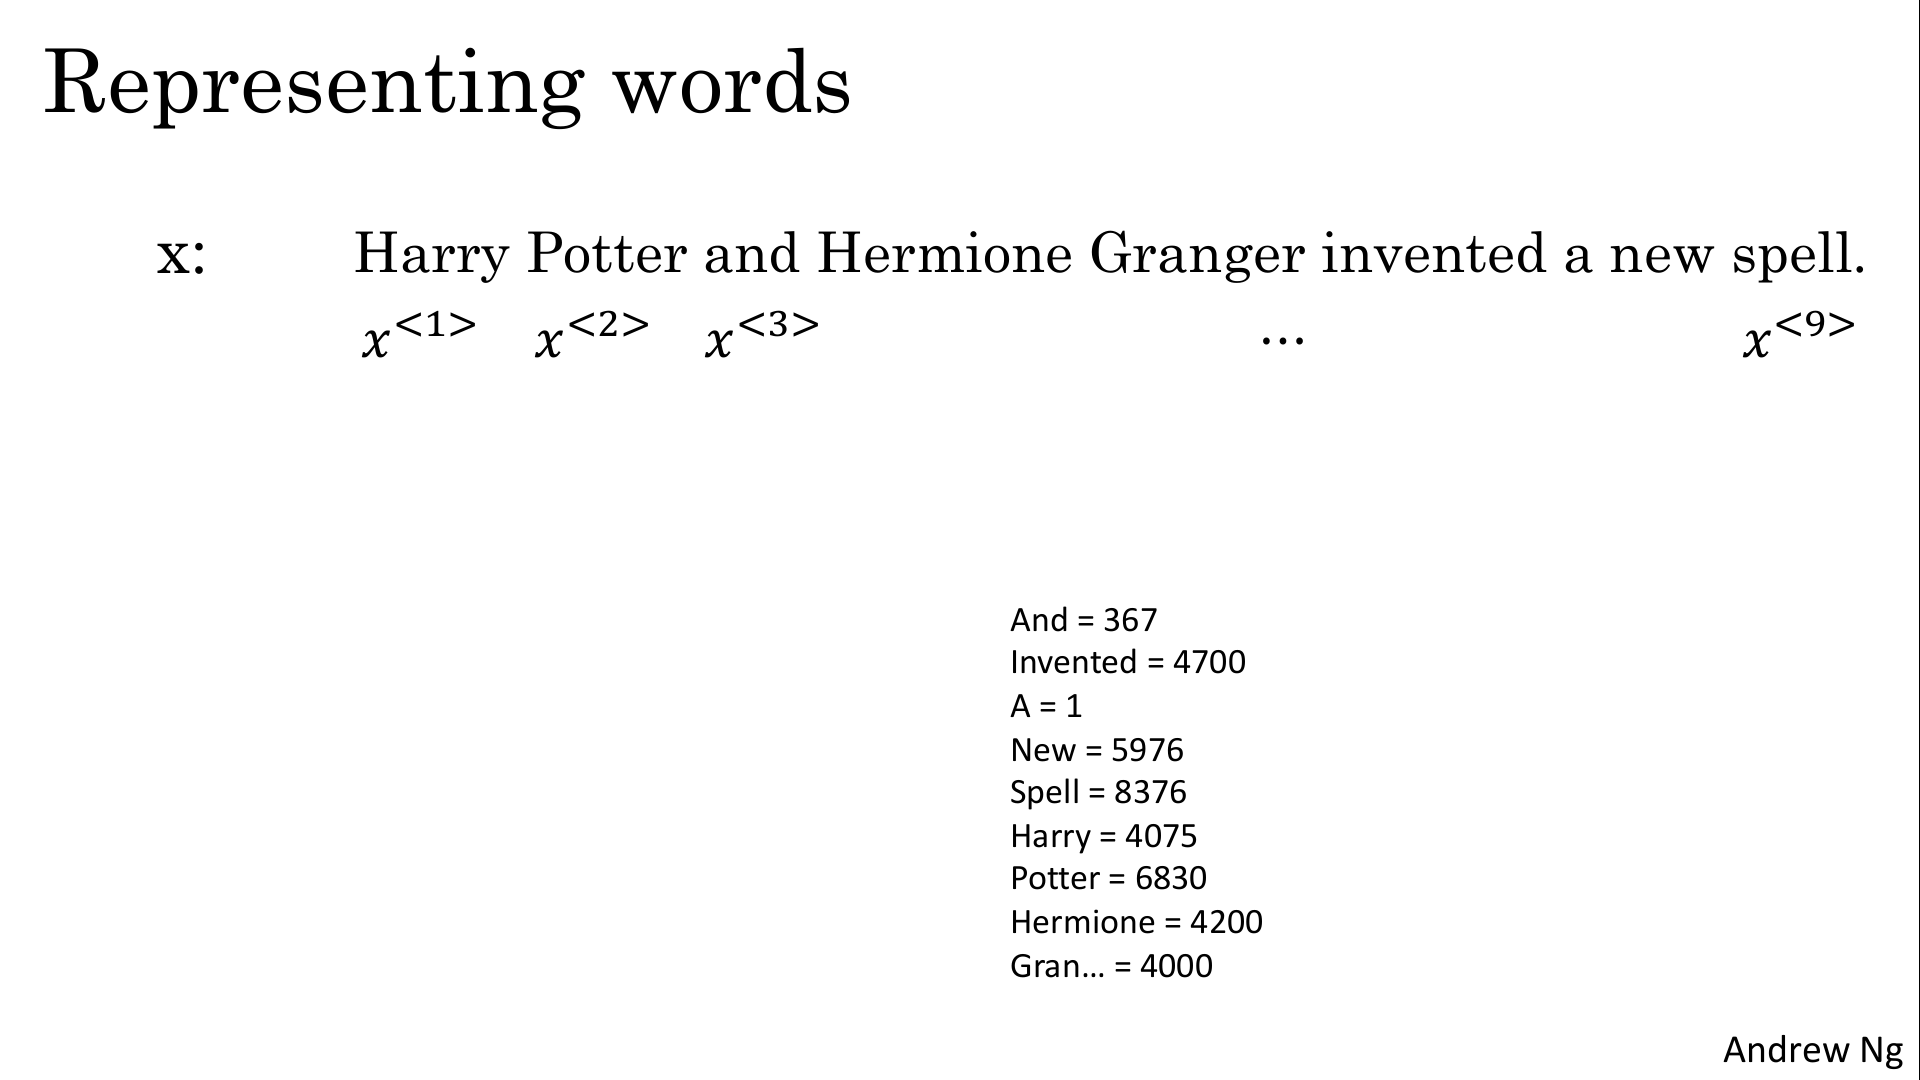 Representing words
x: Harry Potter and Hermione Granger invented a new spell.
x<1> x<2> x<3> ... x<9>
And = 367
Invented = 4700
A = 1
New = 5976
Spell = 8376
Harry = 4075
Potter = 6830
Hermione = 4200
Gran... = 4000
Andrew Ng